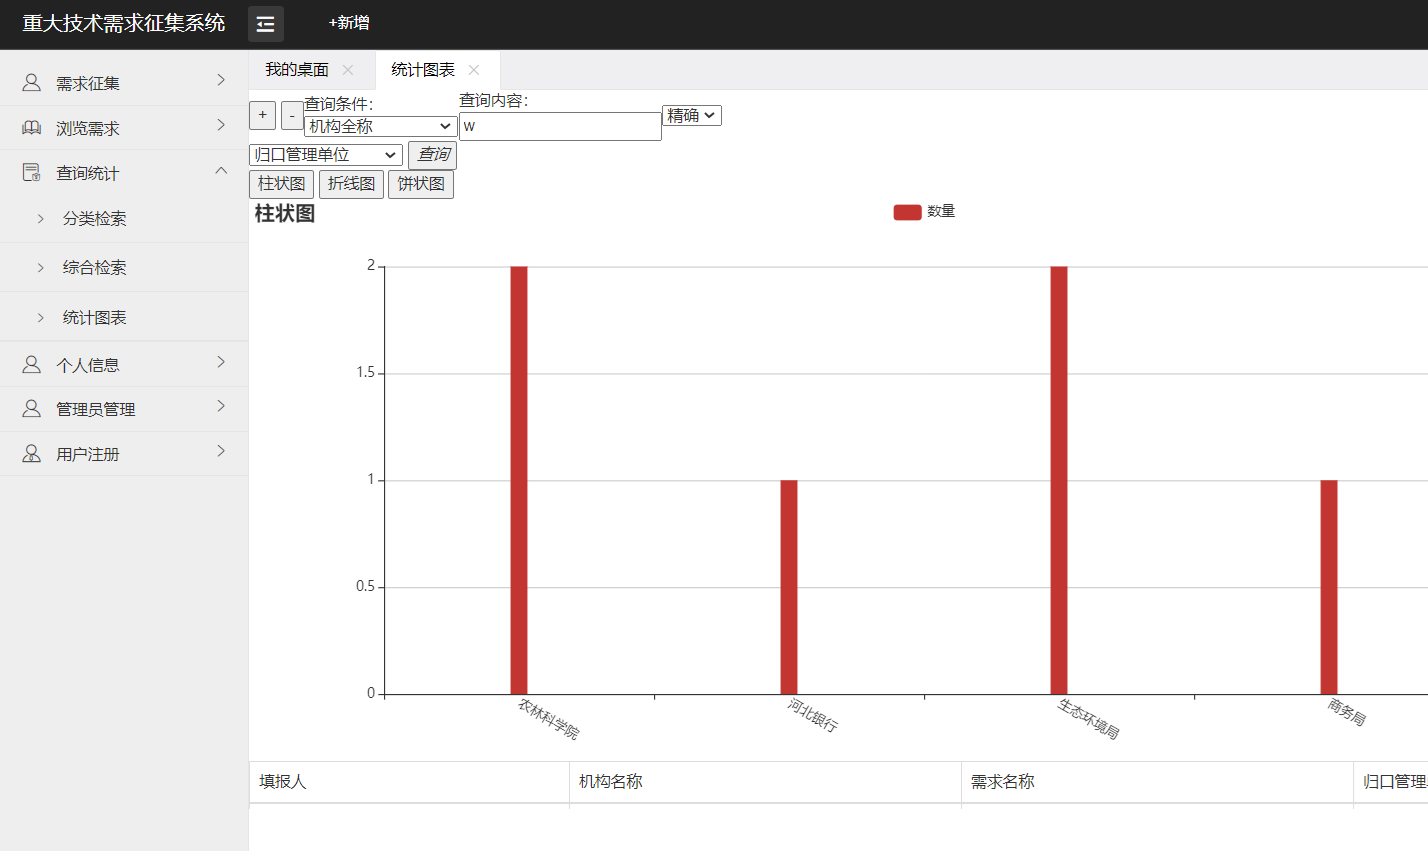 重大技术需求征集系统
+新增
需求征集
浏览需求
查询统计
分类检索
综合检索
统计图表
个人信息
管理员管理
用户注册
我的桌面
统计图表
+ - 查询条件: 机构全称 查询内容: w 精确
归口管理单位 查询
柱状图 折线图 饼状图
柱状图
数量
2
1.5
1
0.5
0
农林科学院 河北银行 生态环境局 商务局
填报人 机构名称 需求名称 归口管理